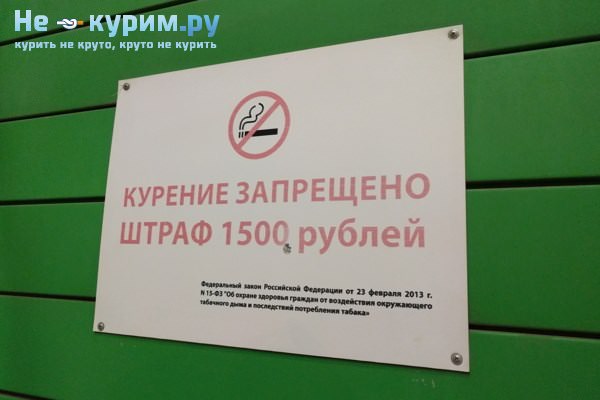 Не курим.ру
курить не круто, круто не курить
КУРЕНИЕ ЗАПРЕЩЕНО
ШТРАФ 1500 рублей
Федеральный закон Российской Федерации от 23 февраля 2013 г.
N 15-ФЗ "Об охране здоровья граждан от воздействия окружающего
табачного дыма и последствий потребления табака»